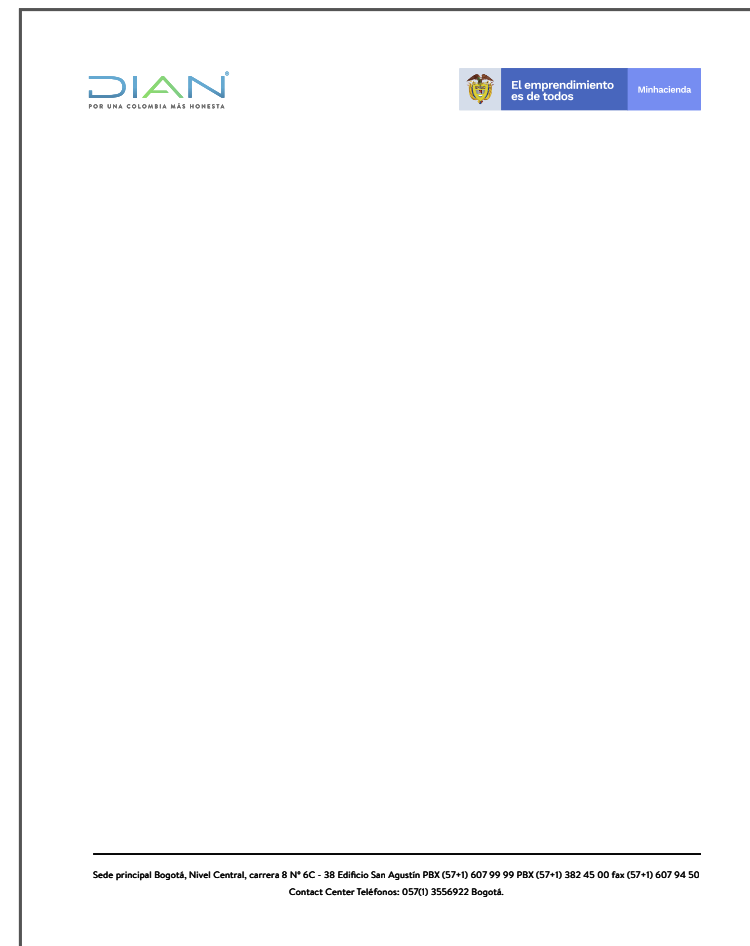 DIAN®
POR UNA COLOMBIA MÁS HONESTA
El emprendimiento
es de todos
Minhacienda
Sede principal Bogotá, Nivel Central, carrera 8 Nº 6C - 38 Edificio San Agustín PBX (57+1) 607 99 99 PBX (57+1) 382 45 00 fax (57+1) 607 94 50
Contact Center Teléfonos: 057(1) 3556922 Bogotá.